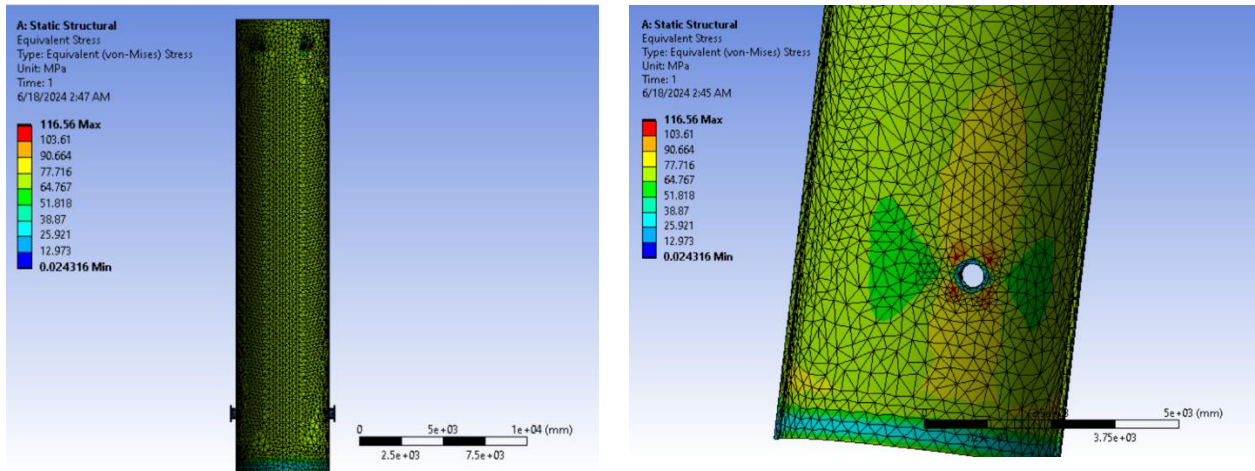 A: Static Structural
Equivalent Stress
Type: Equivalent (von-Mises) Stress
Unit: MPa
Time: 1
6/18/2024 2:47 AM
116.56 Max
103.61
90.664
77.716
64.767
51.818
38.87
25.921
12.973
0.024316 Min
0 5e+03 1e+04 (mm)
2.5e+03 7.5e+03
A: Static Structural
Equivalent Stress
Type: Equivalent (von-Mises) Stress
Unit: MPa
Time: 1
6/18/2024 2:45 AM
116.56 Max
103.61
90.664
77.716
64.767
51.818
38.87
25.921
12.973
0.024316 Min
0 5e+03 (mm)
3.75e+03